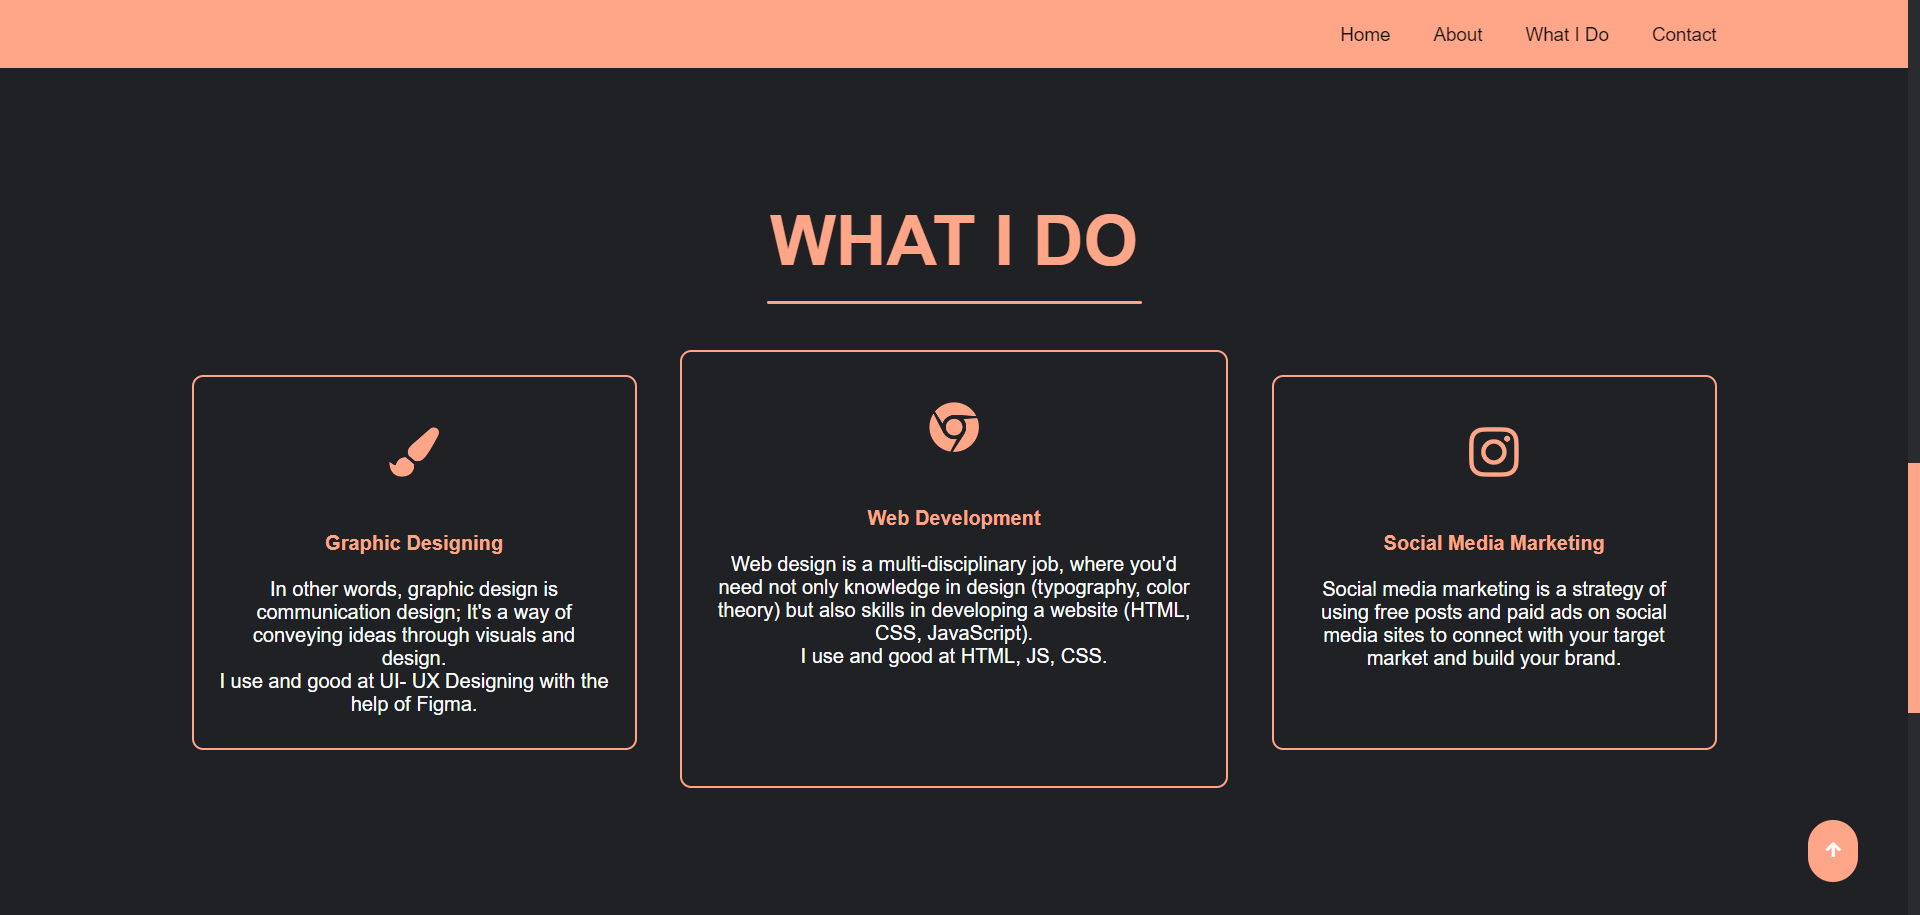 Home About What I Do Contact
WHAT I DO
Graphic Designing
In other words, graphic design is
communication design; It's a way of
conveying ideas through visuals and
design.
I use and good at UI- UX Designing with the
help of Figma.
Web Development
Web design is a multi-disciplinary job, where you'd
need not only knowledge in design (typography, color
theory) but also skills in developing a website (HTML,
CSS, JavaScript).
I use and good at HTML, JS, CSS.
Social Media Marketing
Social media marketing is a strategy of
using free posts and paid ads on social
media sites to connect with your target
market and build your brand.